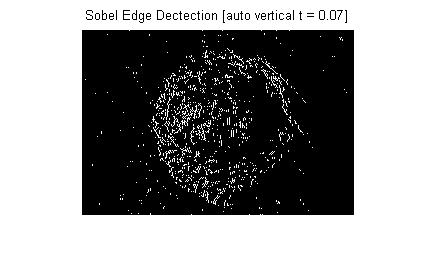 Sobel Edge Dectection [auto vertical t = 0.07]